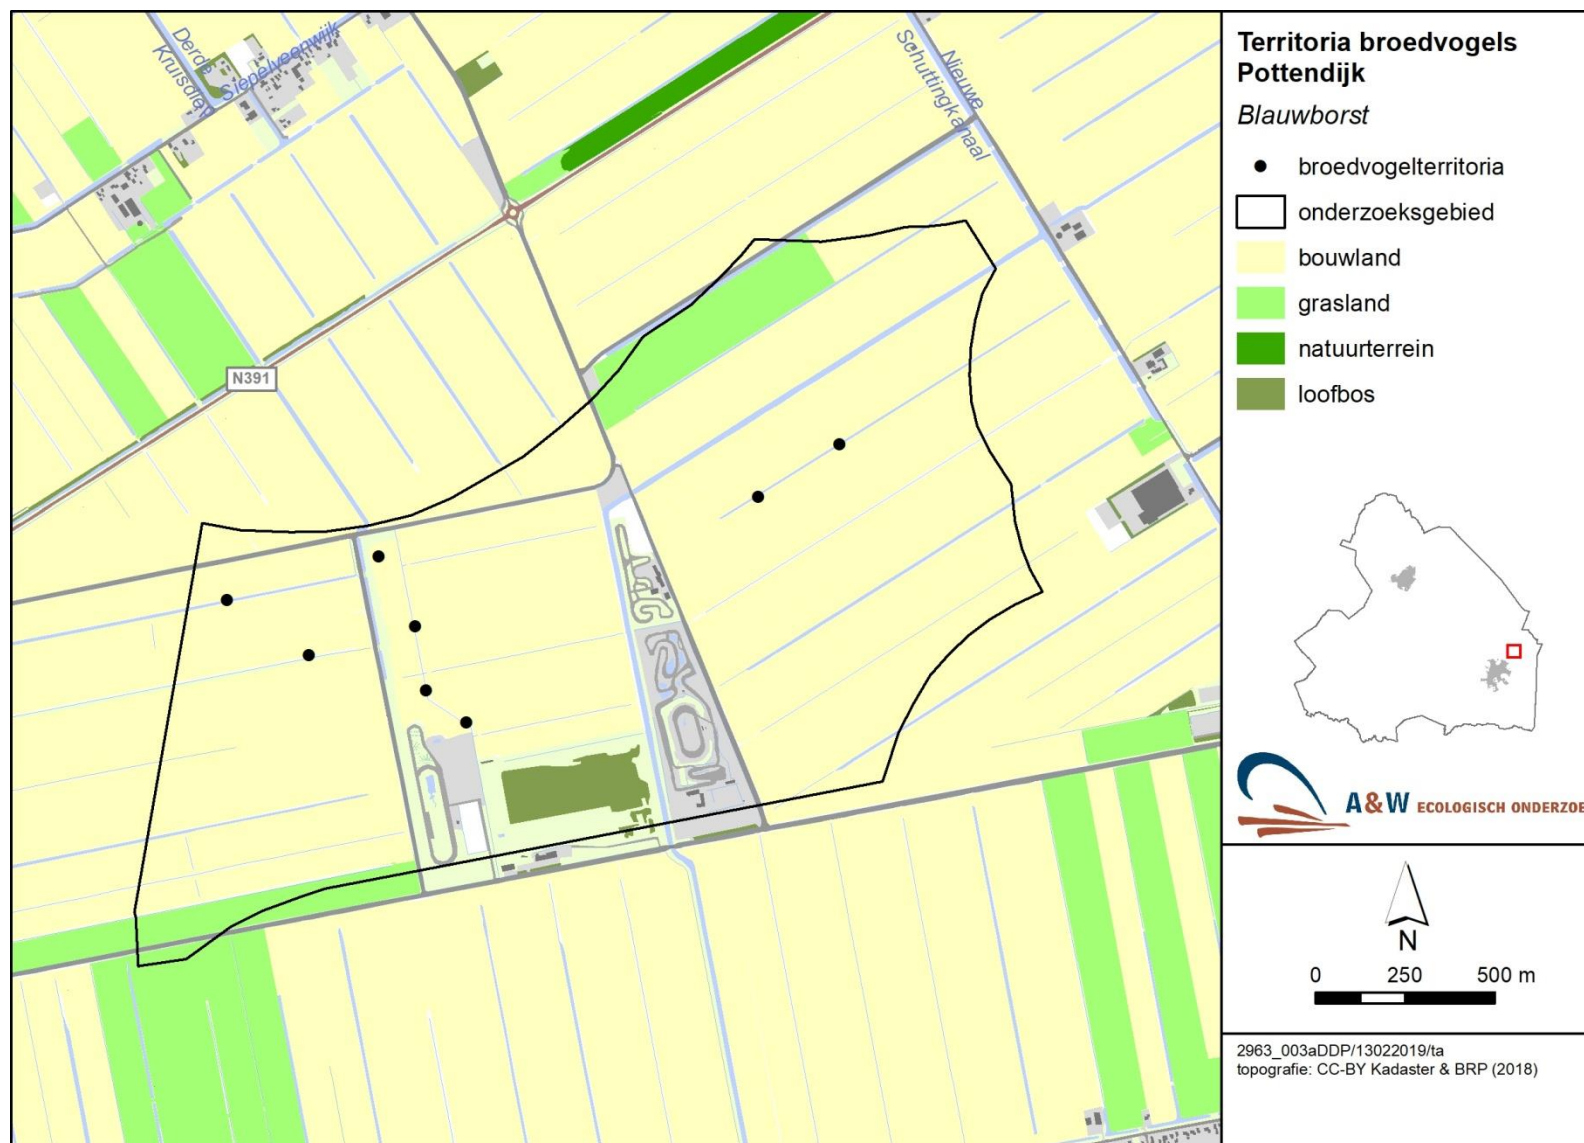 Derde
Kruisdiep
Siepelveenwijk
Nieuwe
Schuttingkanaal
N391
Territoria broedvogels
Pottendijk
Blauwborst
broedvogelterritoria
onderzoeksgebied
bouwland
grasland
natuurterrein
loofbos
A&W ECOLOGISCH ONDERZOE
N
0 250 500 m
2963_003aDDP/13022019/ta
topografie: CC-BY Kadaster & BRP (2018)